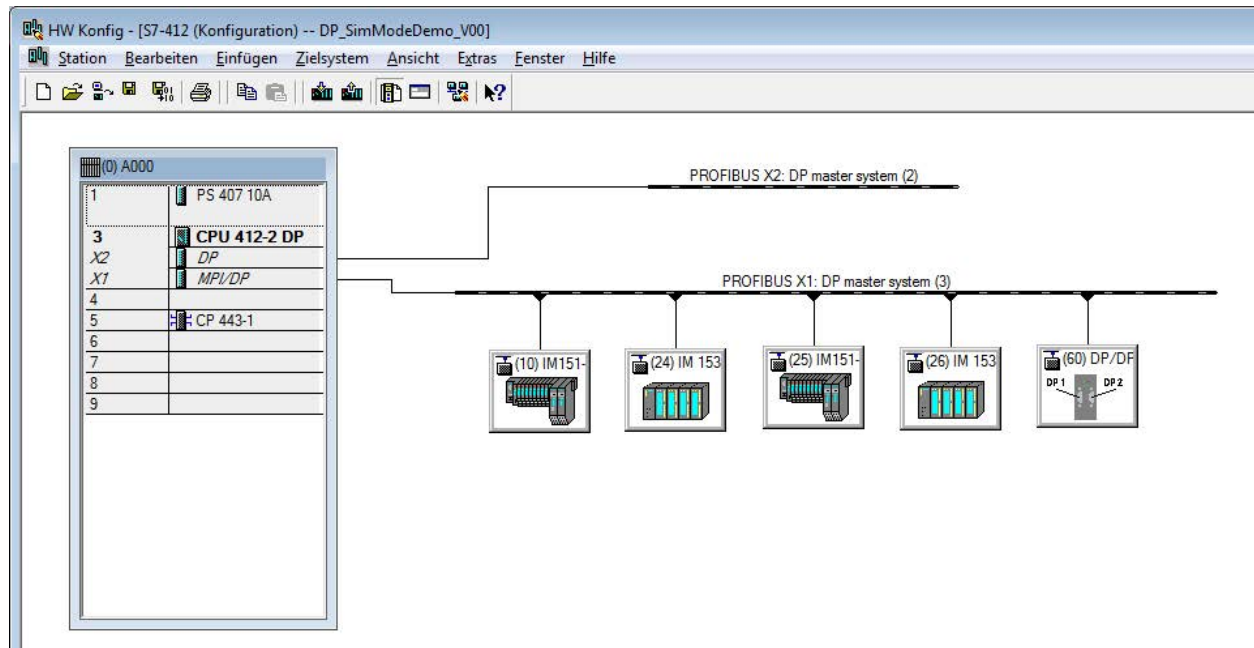 HW Konfig - [S7-412 (Konfiguration) -- DP_SimModeDemo_V00]
Station Bearbeiten Einfügen Zielsystem Ansicht Extras Fenster Hilfe
(0) A000
1 PS 407 10A
3 CPU 412-2 DP
X2 DP
X1 MPI/DP
4
5 CP 443-1
6
7
8
9
PROFIBUS X2: DP master system (2)
PROFIBUS X1: DP master system (3)
(10) IM151-
(24) IM 153
(25) IM151-
(26) IM 153
(60) DP/DP
DP 1 DP 2